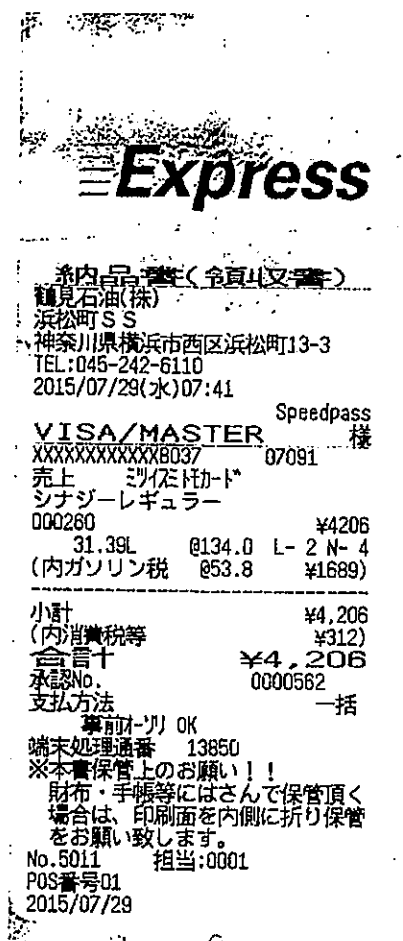 Express
納品書(領収書)
鶴見石油(株)
浜松町SS
神奈川県横浜市西区浜松町13-3
TEL:045-242-6110
2015/07/29(水)07:41
Speedpass
VISA/MASTER 様
XXXXXXXXXXXX8037 07091
売上 ミツイスミトモカード
シナジーレギュラー
000260 ¥4206
31.39L @134.0 L- 2 N- 4
(内ガソリン税 @53.8 ¥1689)
小計 ¥4,206
(内消費税等 ¥312)
合計 ¥4,206
承認No. 0000562
支払方法 一括
事前オーソリ OK
端末処理通番 13850
※本書保管上のお願い!!
財布・手帳等にはさんで保管頂く
場合は、印刷面を内側に折り保管
をお願い致します。
No.5011 担当:0001
POS番号01
2015/07/29